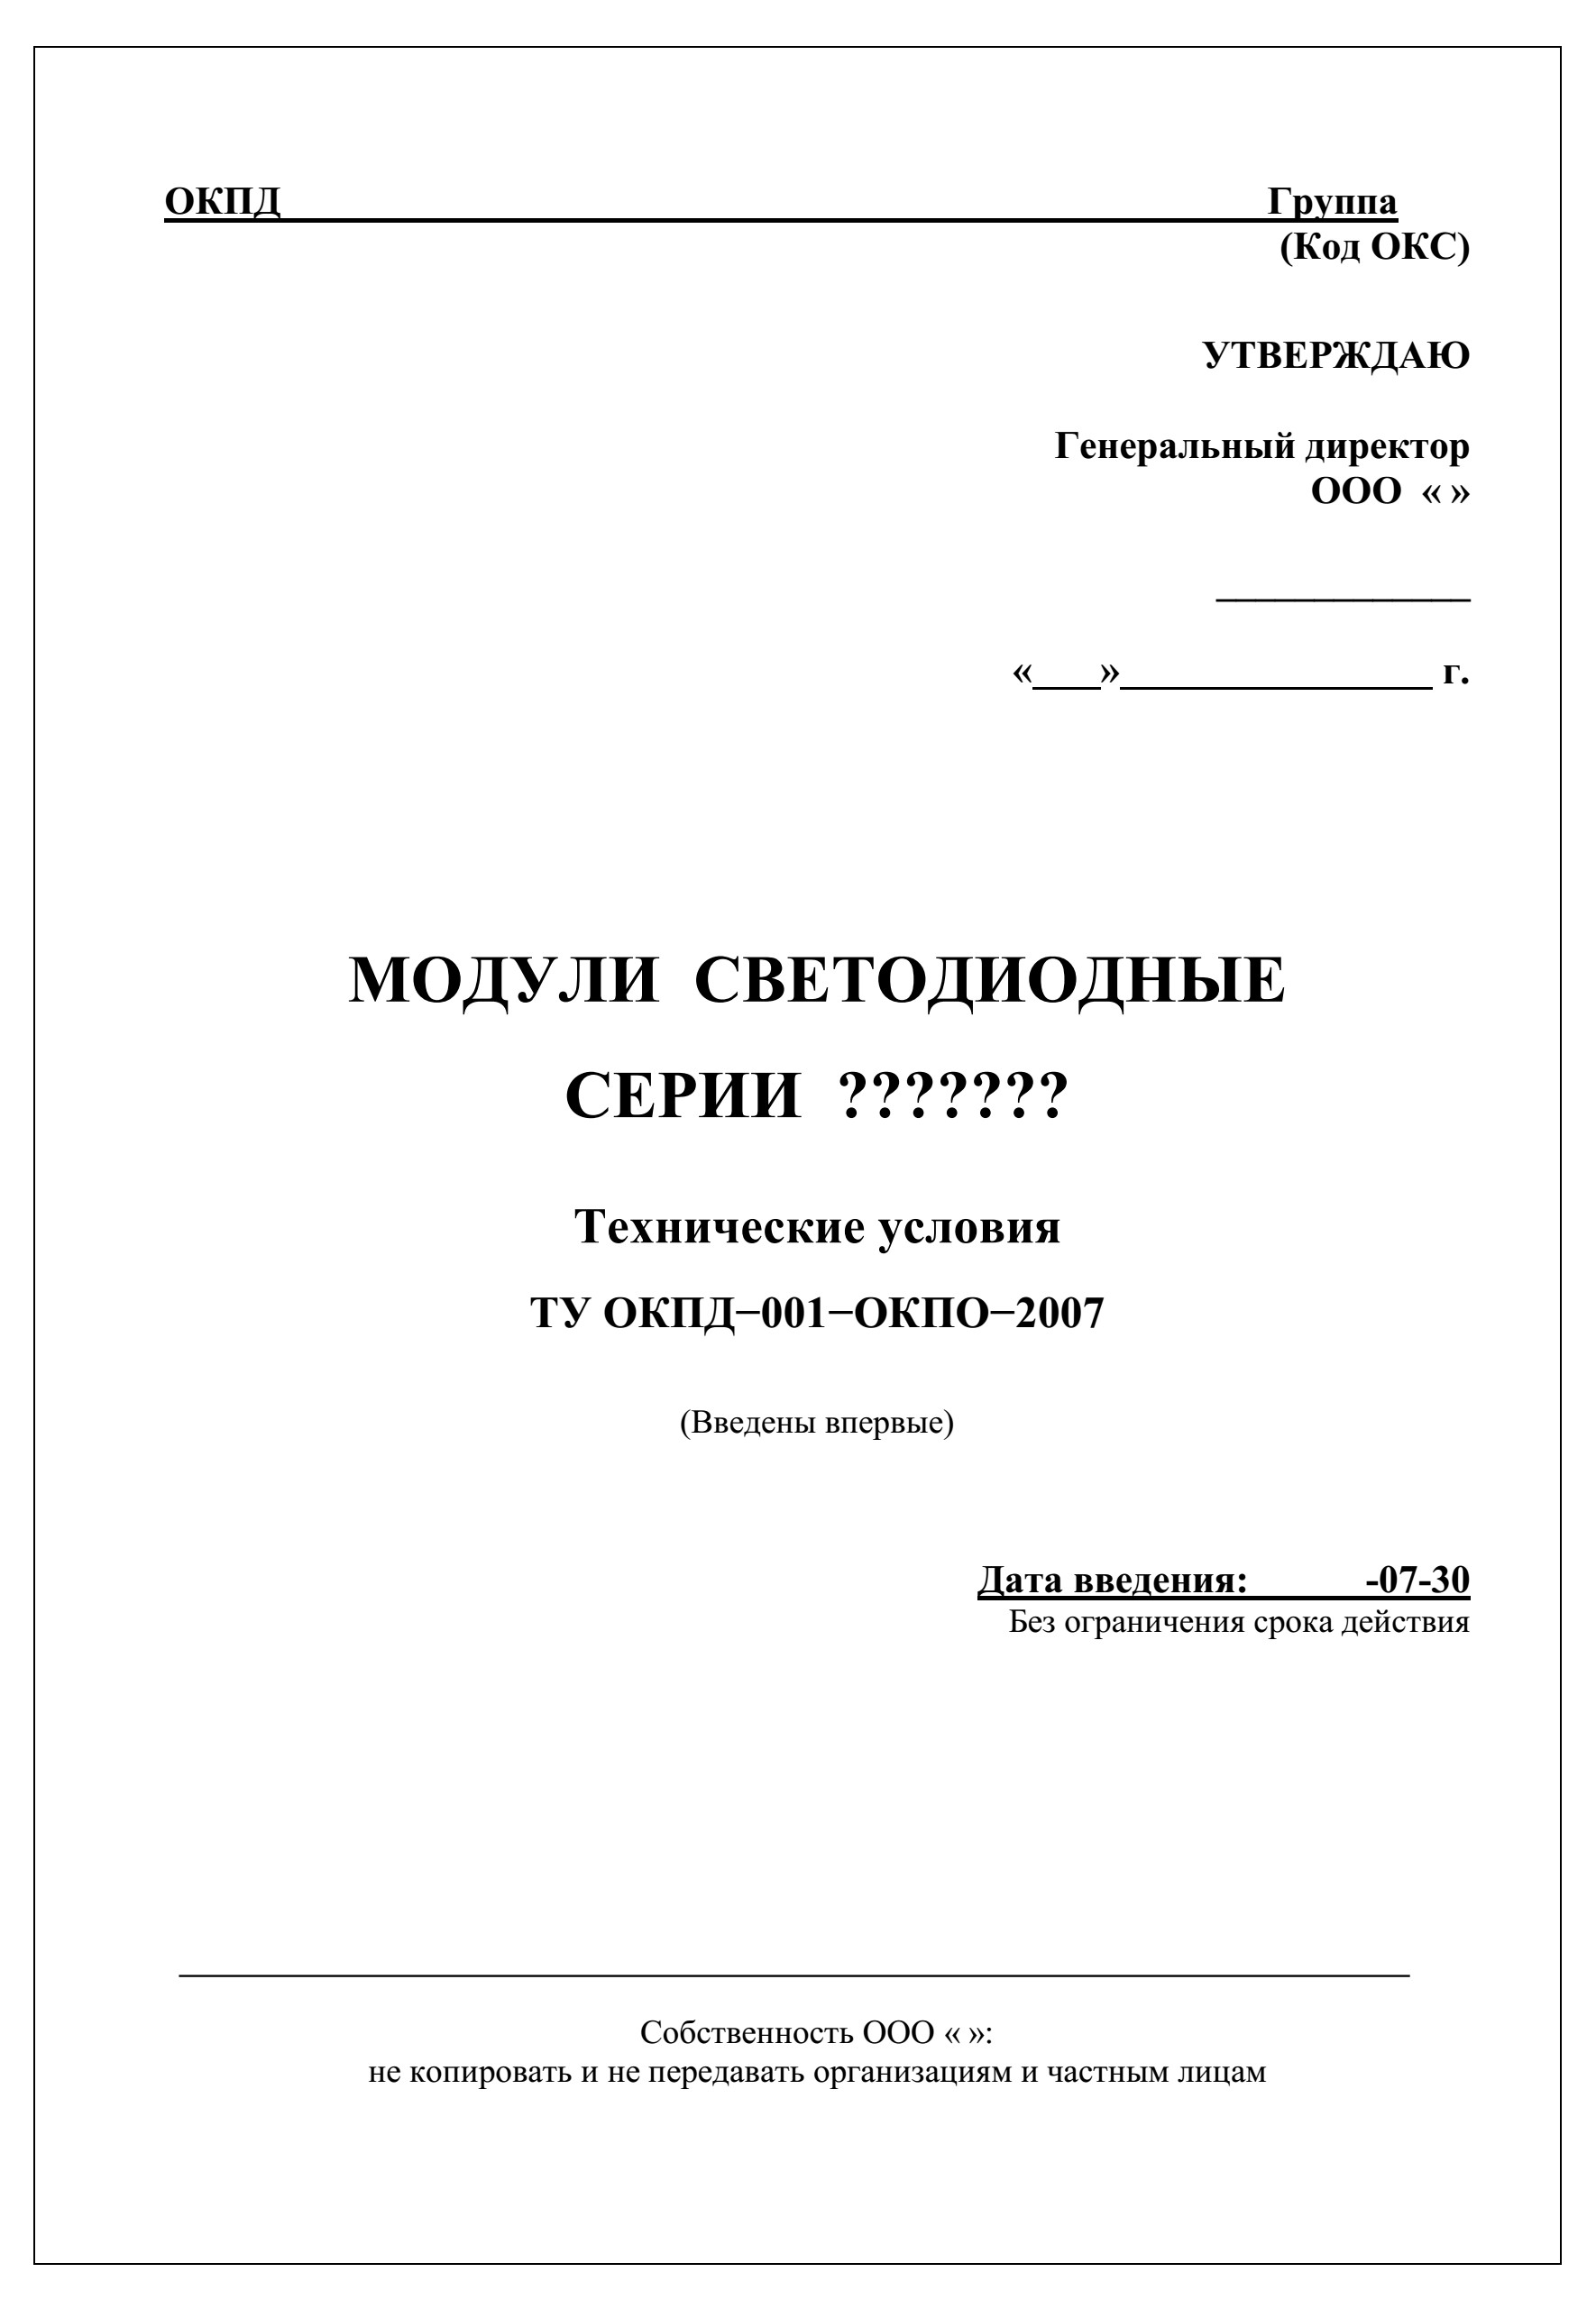 ОКПД Группа
(Код ОКС)
УТВЕРЖДАЮ
Генеральный директор
ООО « »
_____________
«___»________________ г.
МОДУЛИ СВЕТОДИОДНЫЕ
СЕРИИ ???????
Технические условия
ТУ ОКПД–001–ОКПО–2007
(Введены впервые)
Дата введения: -07-30
Без ограничения срока действия
Собственность ООО « »:
не копировать и не передавать организациям и частным лицам